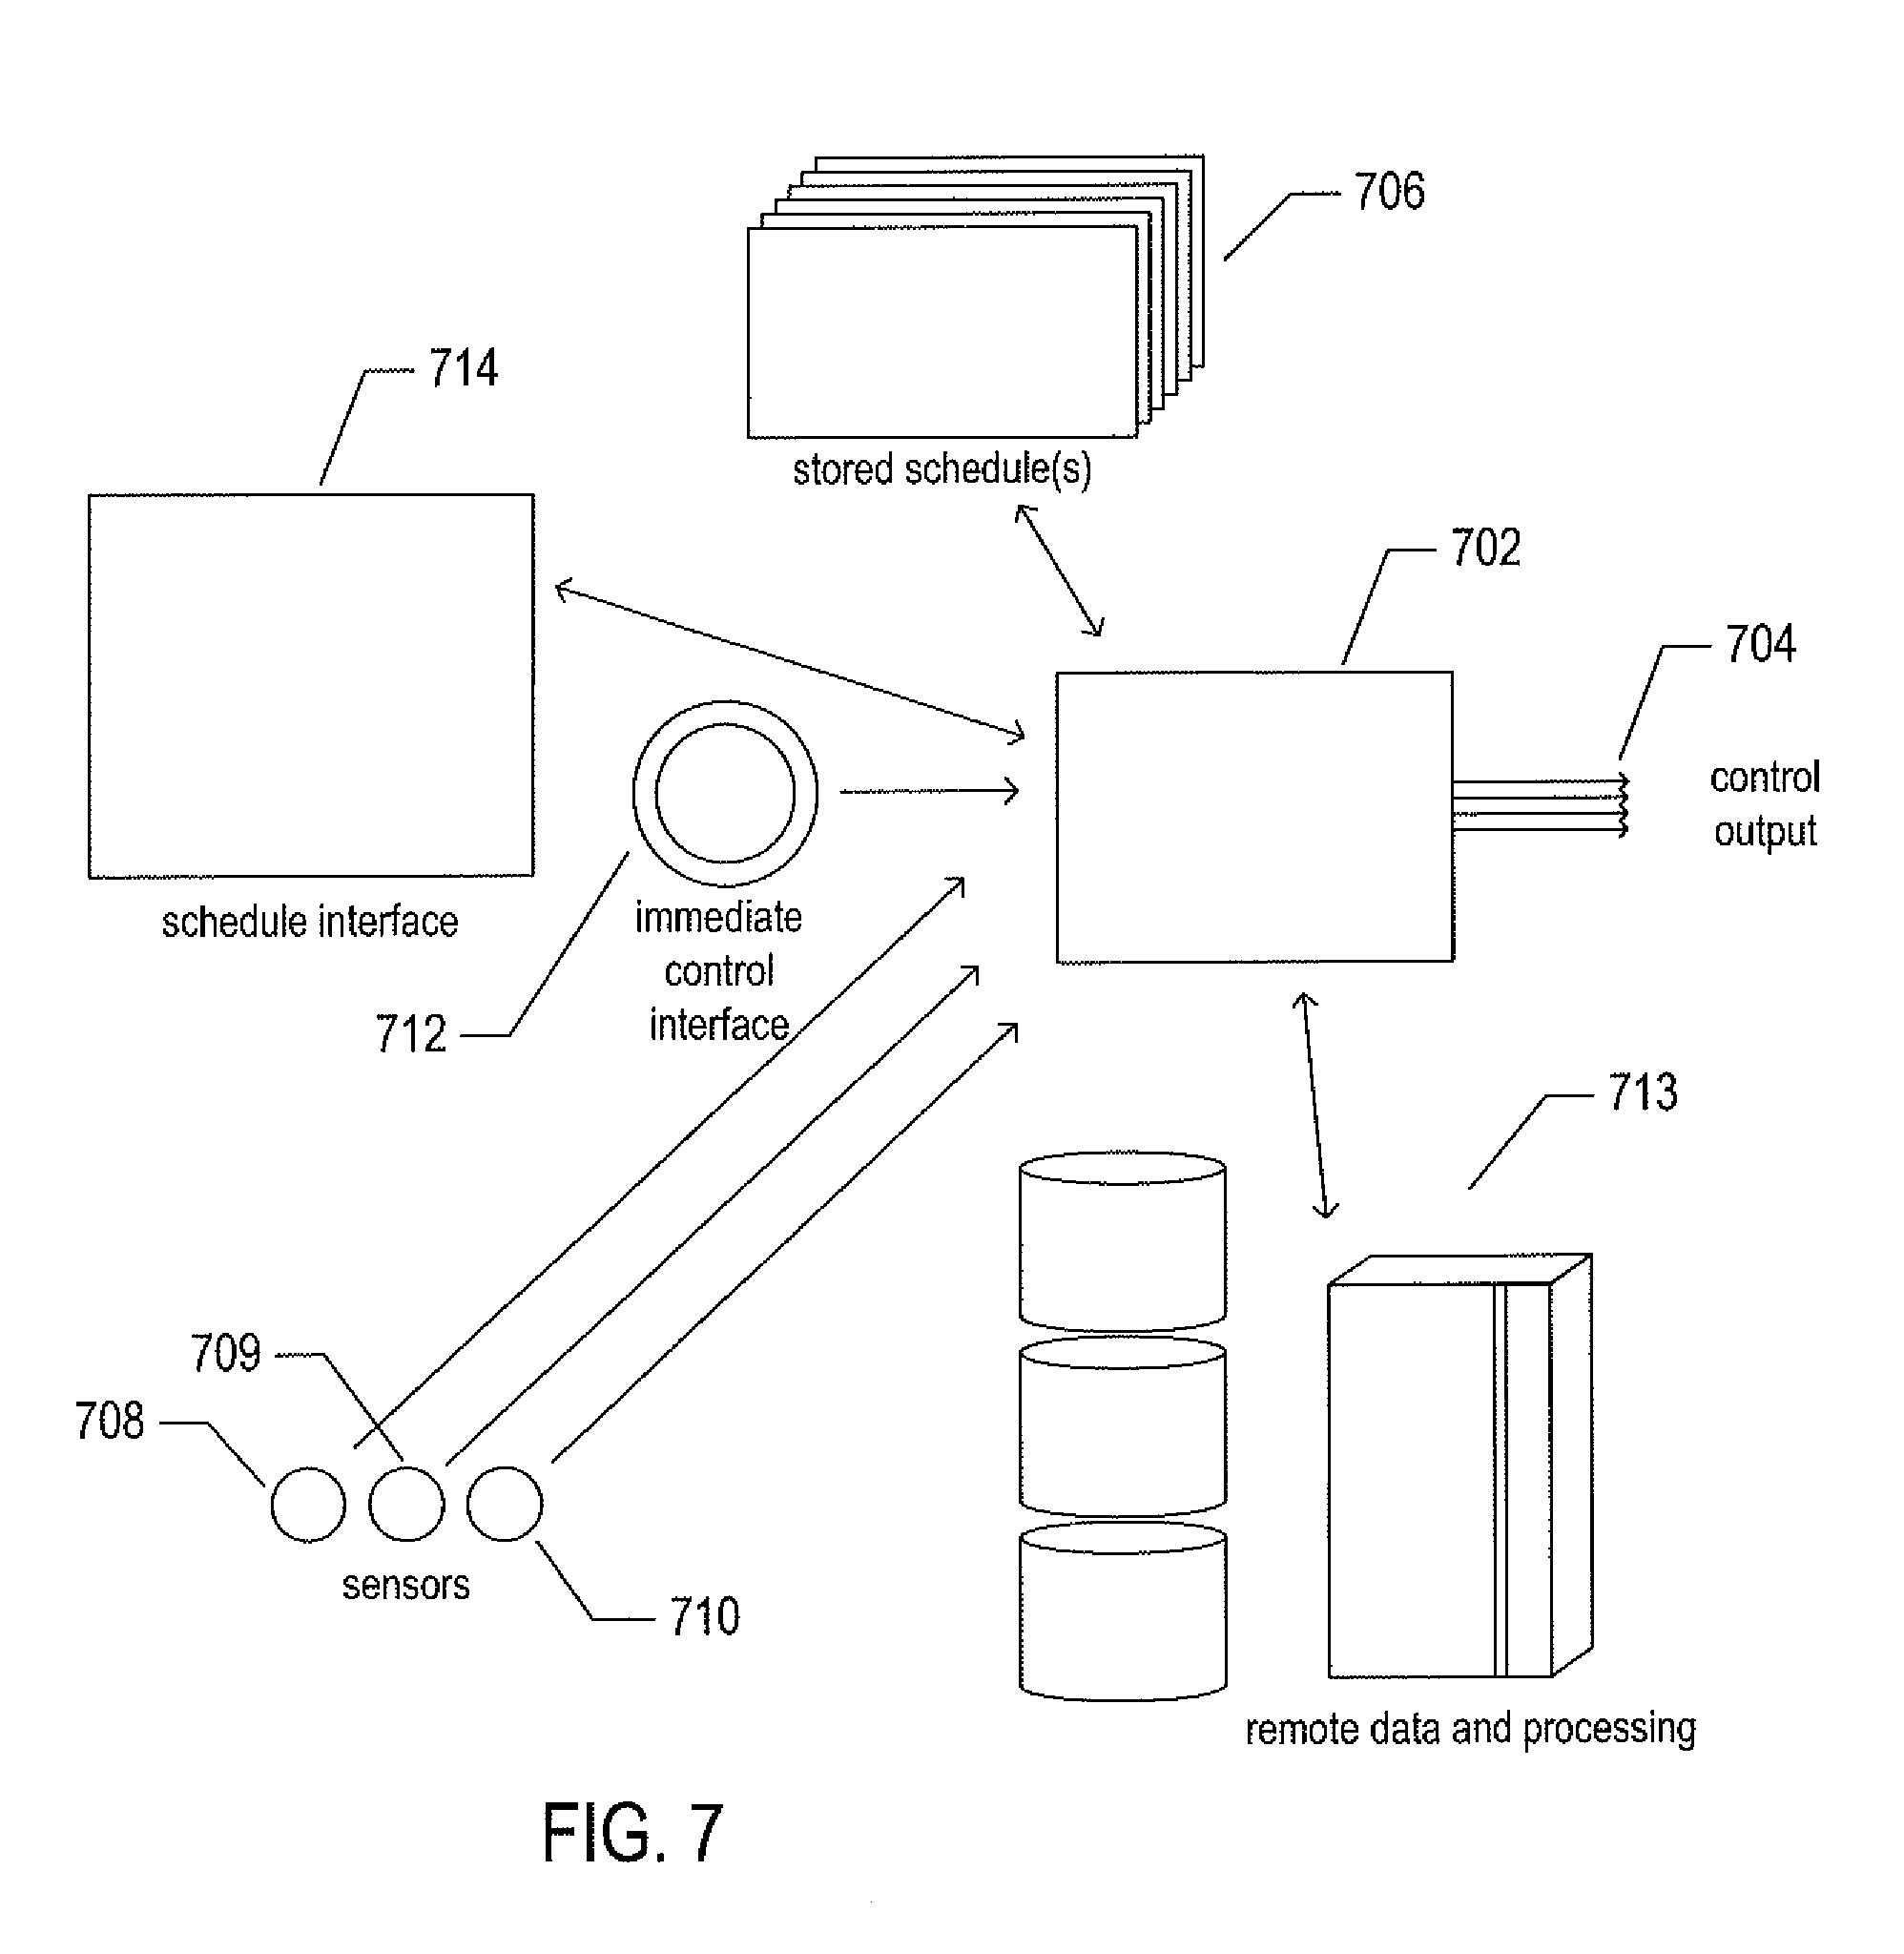 706
714
stored schedule(s)
702
704
control
output
schedule interface
immediate
control
interface
712
713
709
708
sensors
710
remote data and processing
FIG. 7